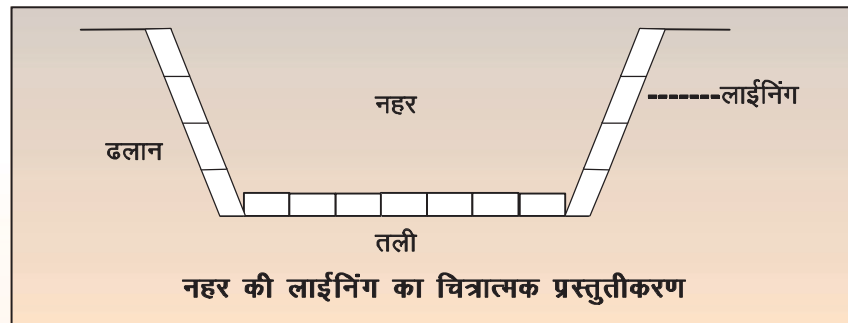 नहर
-------लाईनिंग
ढलान
तली
नहर की लाईनिंग का चित्रात्मक प्रस्तुतीकरण